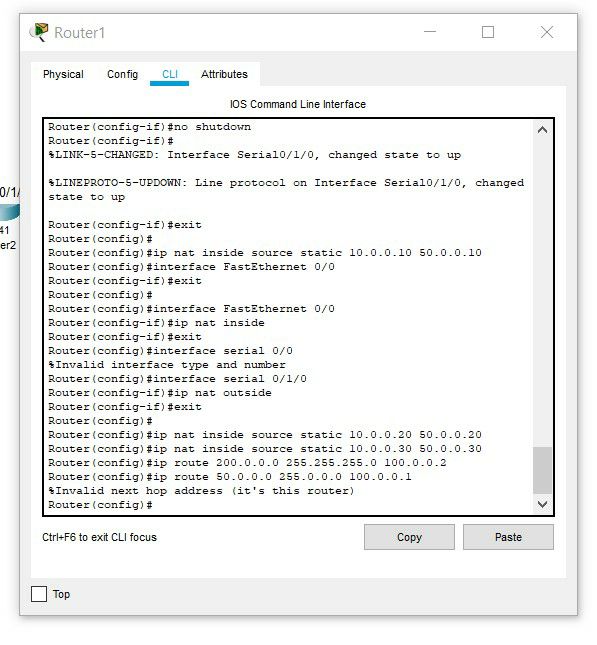 Router1
Physical Config CLI Attributes
IOS Command Line Interface
Router(config-if)#no shutdown
Router(config-if)#
%LINK-5-CHANGED: Interface Serial0/1/0, changed state to up
%LINEPROTO-5-UPDOWN: Line protocol on Interface Serial0/1/0, changed
state to up
Router(config-if)#exit
Router(config)#
Router(config)#ip nat inside source static 10.0.0.10 50.0.0.10
Router(config)#interface FastEthernet 0/0
Router(config-if)#exit
Router(config)#
Router(config)#interface FastEthernet 0/0
Router(config-if)#ip nat inside
Router(config-if)#exit
Router(config)#interface serial 0/0
%Invalid interface type and number
Router(config)#interface serial 0/1/0
Router(config-if)#ip nat outside
Router(config-if)#exit
Router(config)#
Router(config)#ip nat inside source static 10.0.0.20 50.0.0.20
Router(config)#ip nat inside source static 10.0.0.30 50.0.0.30
Router(config)#ip route 200.0.0.0 255.255.255.0 100.0.0.2
Router(config)#ip route 50.0.0.0 255.0.0.0 100.0.0.1
%Invalid next hop address (it's this router)
Router(config)#
Ctrl+F6 to exit CLI focus
Copy Paste
Top
0/1/
41
er2